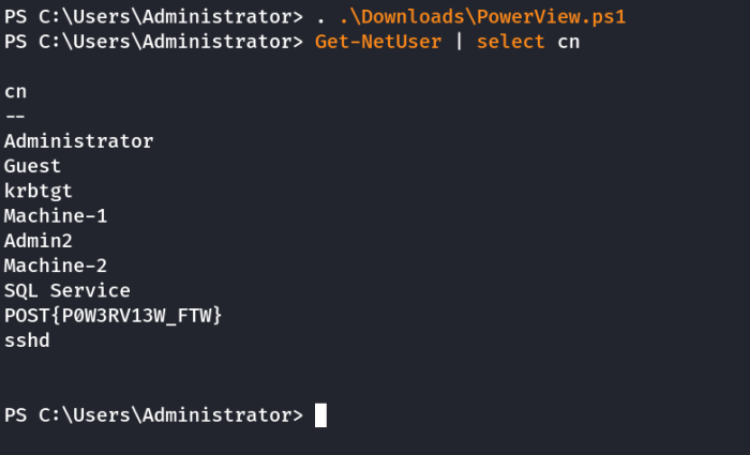 PS C:\Users\Administrator> . .\Downloads\PowerView.ps1
PS C:\Users\Administrator> Get-NetUser | select cn
cn
--
Administrator
Guest
krbtgt
Machine-1
Admin2
Machine-2
SQL Service
POST{P0W3RV13W_FTW}
sshd
PS C:\Users\Administrator>